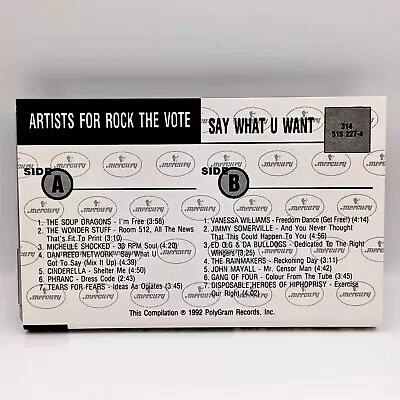 ARTISTS FOR ROCK THE VOTE
SAY WHAT U WANT
314
515 227-4
SIDE
A
1. THE SOUP DRAGONS - I'm Free (3:58)
2. THE WONDER STUFF - Room 512, All The News
That's Fit To Print (3:10)
3. MICHELLE SHOCKED - 33 RPM Soul (4:20)
4. DAN REED NETWORK - Say What U
Got To Say (Mix It Up) (4:39)
5. CINDERELLA - Shelter Me (4:50)
6. PHRANC - Dress Code (2:43)
7. TEARS FOR FEARS - Ideas As Opiates (3:45)
SIDE
B
1. VANESSA WILLIAMS - Freedom Dance (Get Free!) (4:14)
2. JIMMY SOMERVILLE - And You Never Thought
That This Could Happen To You (4:56)
3. ED O.G & DA BULLDOGS - Dedicated To The Right
Wingers (3:25)
4. THE RAINMAKERS - Reckoning Day (3:11)
5. JOHN MAYALL - Mr. Censor Man (4:42)
6. GANG OF FOUR - Colour From The Tube (3:45)
7. DISPOSABLE HEROES OF HIPHOPRISY - Exercise
Our Right (4:02)
This Compilation ℗ 1992 PolyGram Records, Inc.
mercury